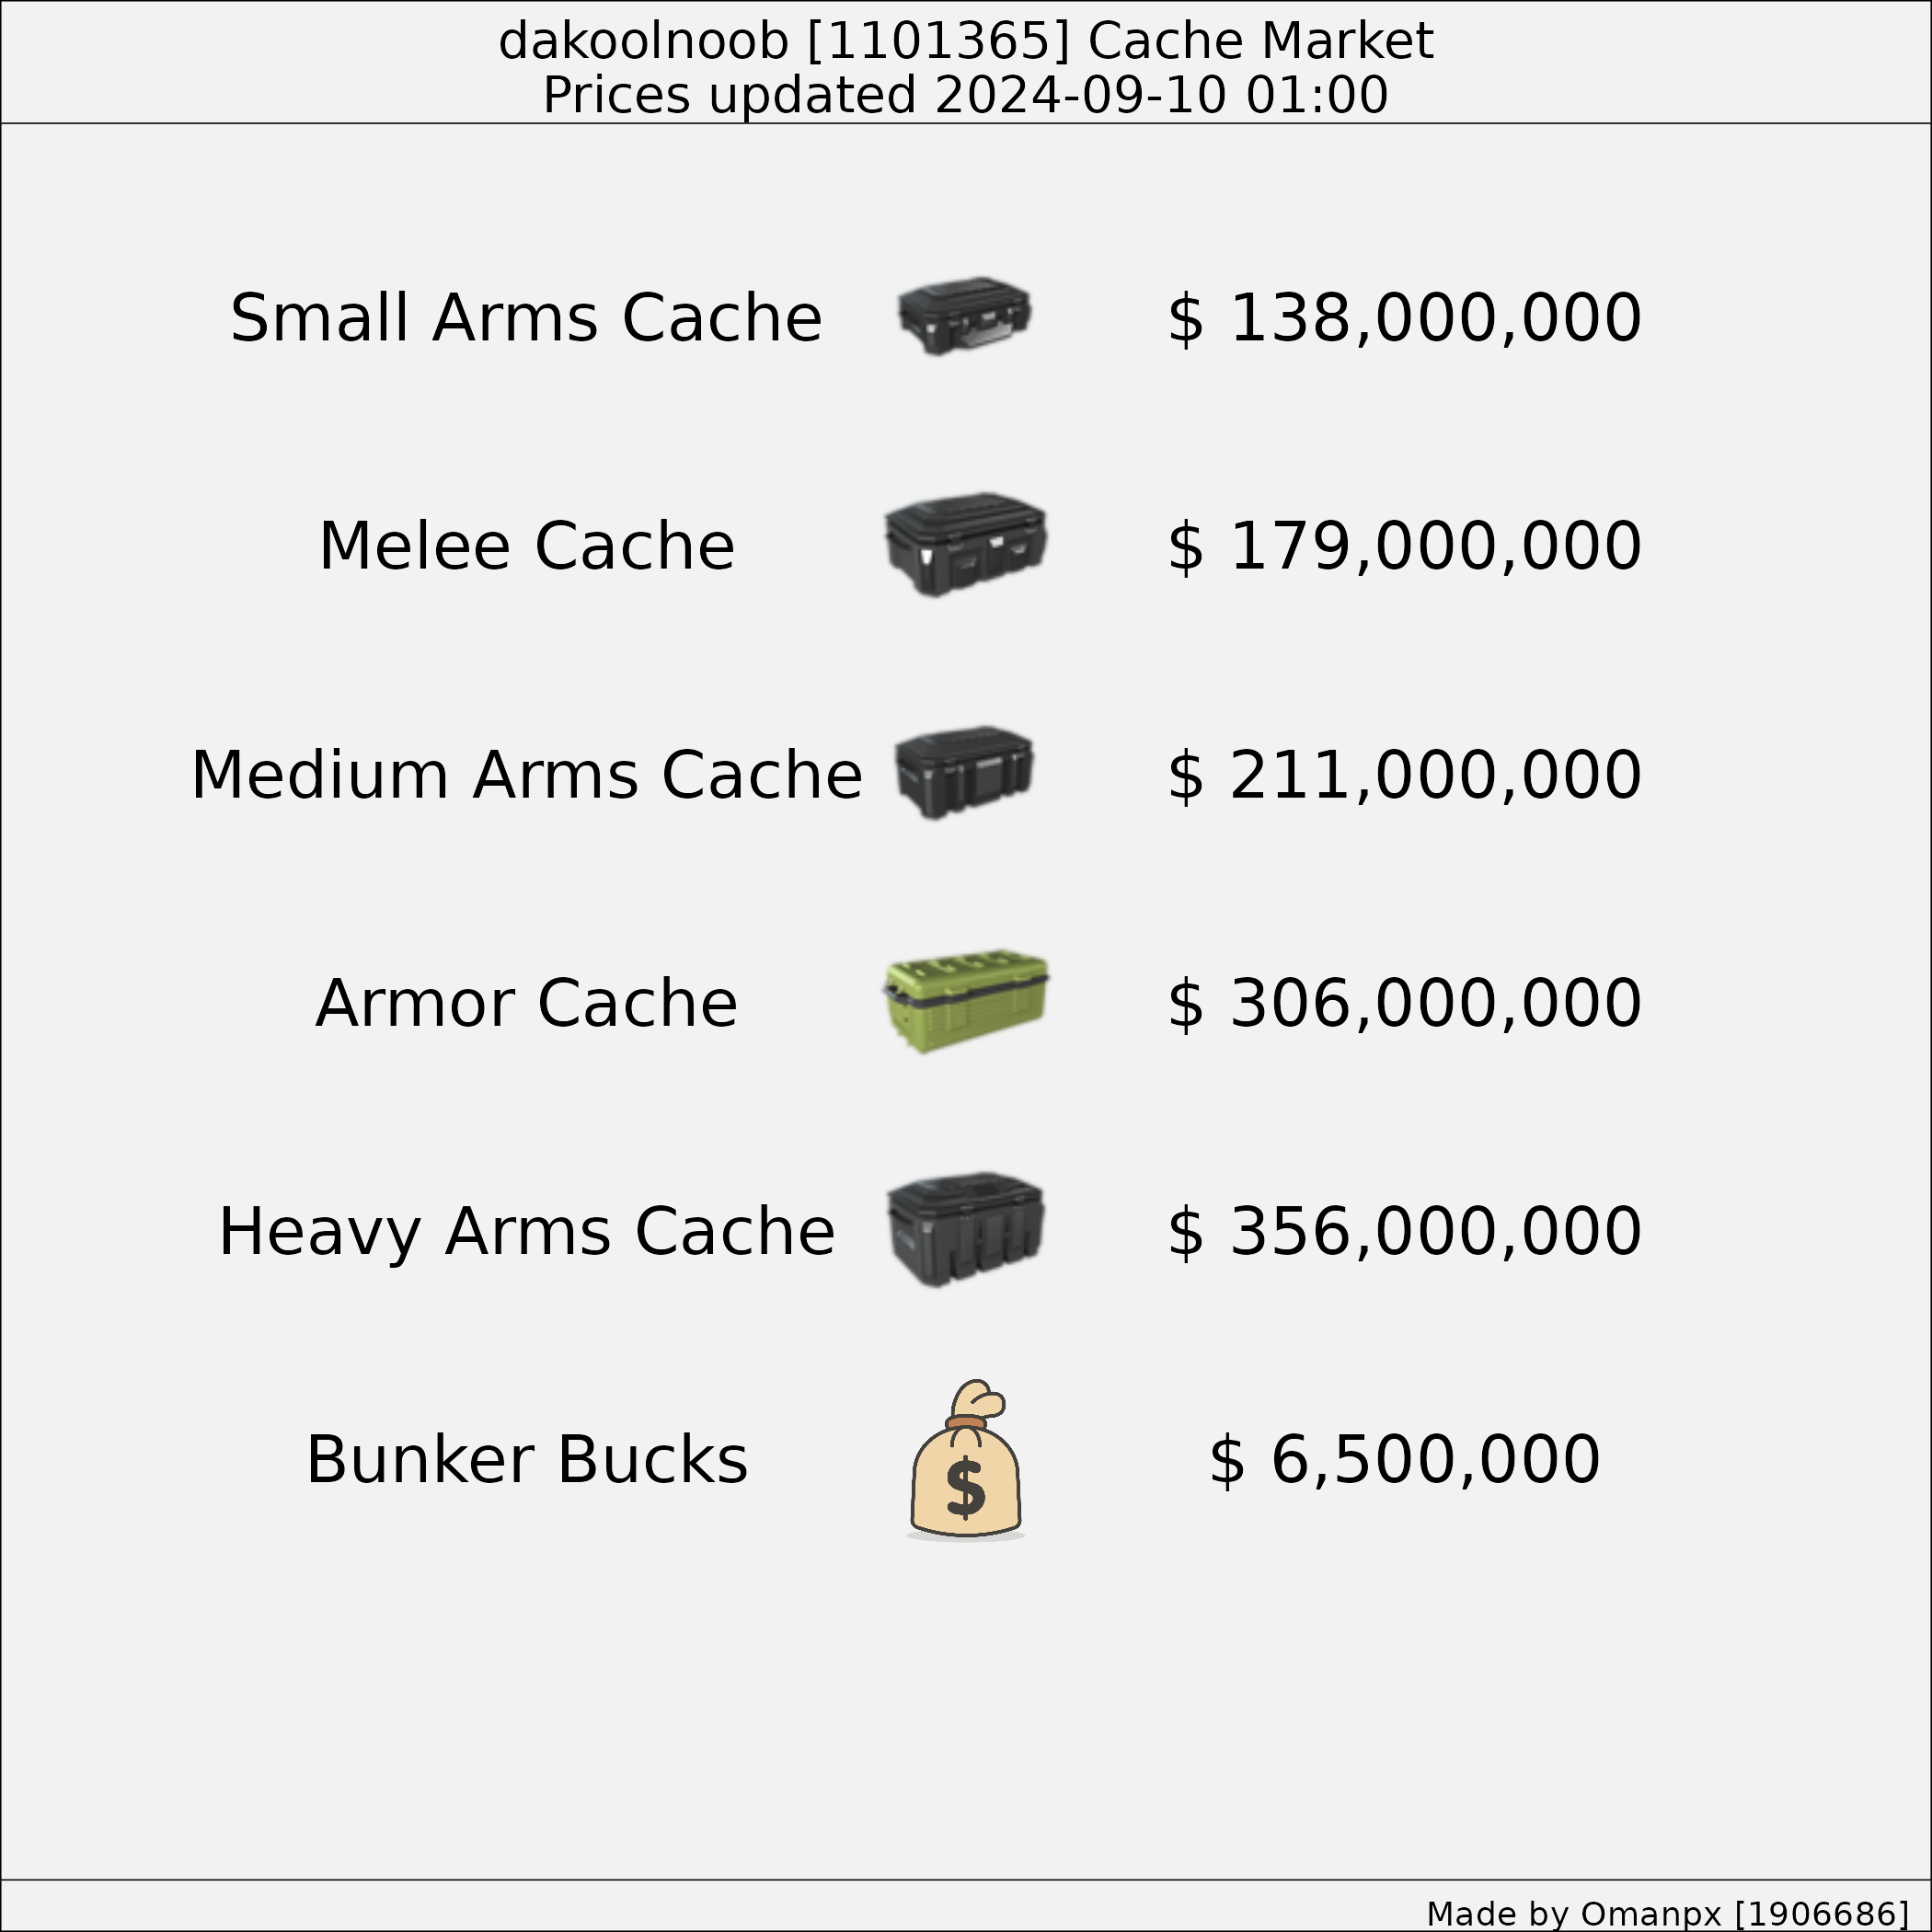 dakoolnoob [1101365] Cache Market
Prices updated 2024-09-10 01:00
Small Arms Cache $ 138,000,000
Melee Cache $ 179,000,000
Medium Arms Cache $ 211,000,000
Armor Cache $ 306,000,000
Heavy Arms Cache $ 356,000,000
Bunker Bucks $ $ 6,500,000
Made by Omanpx [1906686]